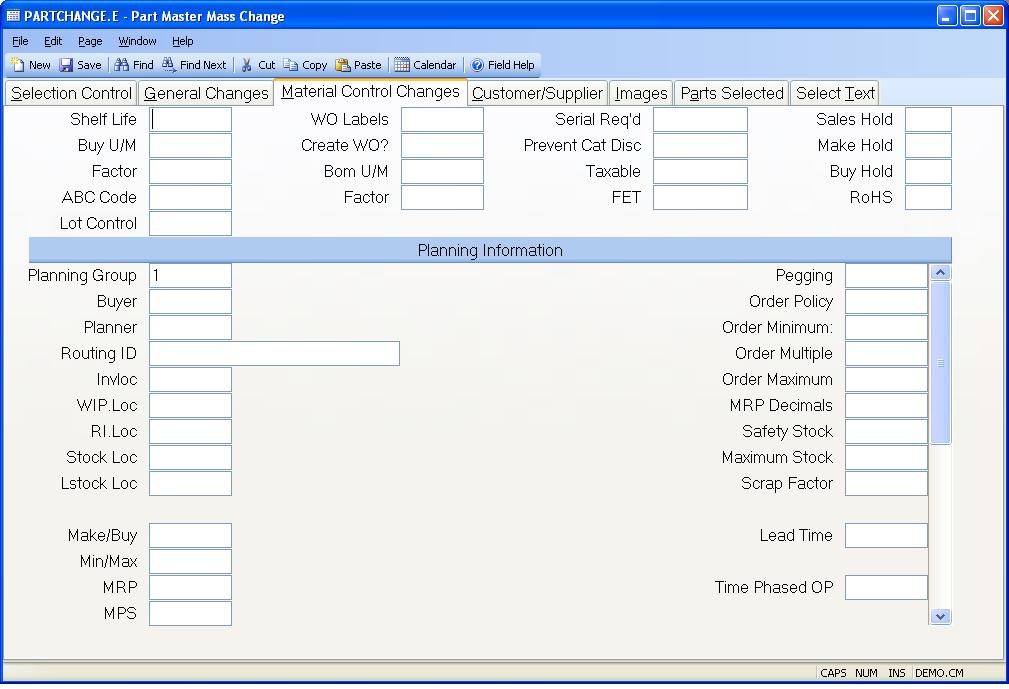 PARTCHANGE.E - Part Master Mass Change
File Edit Page Window Help
New Save Find Find Next Cut Copy Paste Calendar Field Help
Selection Control General Changes Material Control Changes Customer/Supplier Images Parts Selected Select Text
Shelf Life WO Labels Serial Req'd Sales Hold
Buy U/M Create WO? Prevent Cat Disc Make Hold
Factor Bom U/M Taxable Buy Hold
ABC Code Factor FET RoHS
Lot Control
Planning Information
Planning Group 1 Pegging
Buyer Order Policy
Planner Order Minimum:
Routing ID Order Multiple
Invloc Order Maximum
WIP.Loc MRP Decimals
RI.Loc Safety Stock
Stock Loc Maximum Stock
Lstock Loc Scrap Factor
Make/Buy Lead Time
Min/Max
MRP Time Phased OP
MPS
CAPS NUM INS DEMO.CM